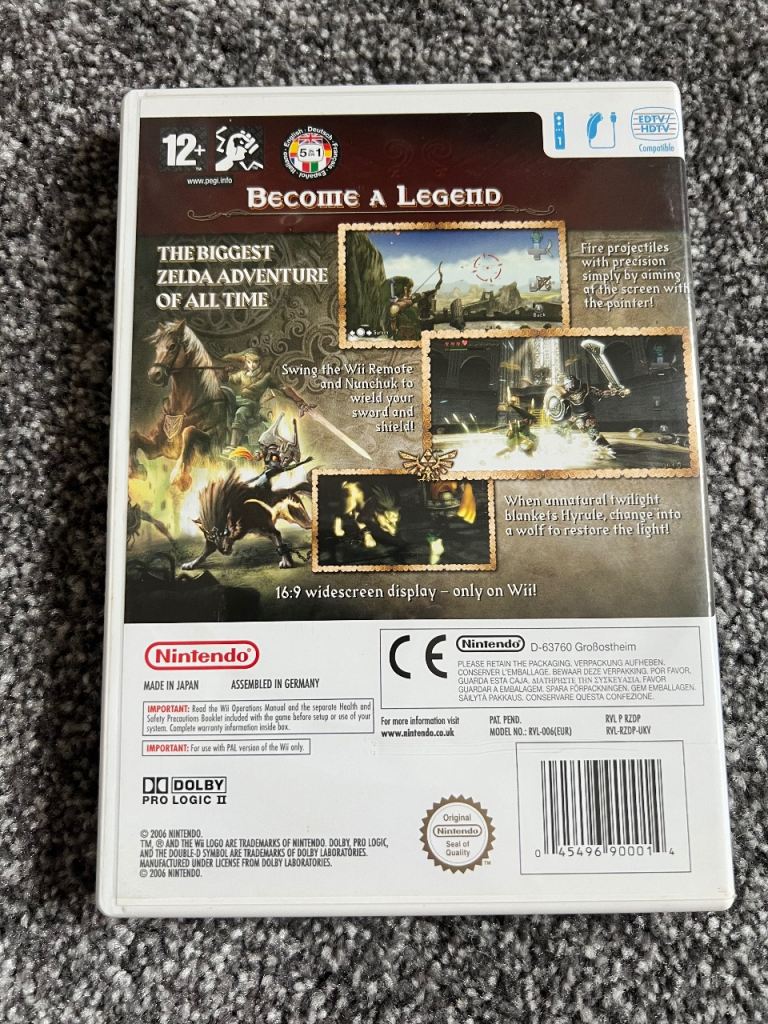 12+
www.pegi.info
English · Deutsch · Français · Español · Italiano
5 in 1
1
EDTV/
HDTV
Compatible
Become A Legend
THE BIGGEST
ZELDA ADVENTURE
OF ALL TIME
Back
Fire projectiles
with precision
simply by aiming
at the screen with
the pointer!
Swing the Wii Remote
and Nunchuk to
wield your
sword and
shield!
When unnatural twilight
blankets Hyrule, change into
a wolf to restore the light!
16:9 widescreen display – only on Wii!
Nintendo®
MADE IN JAPAN ASSEMBLED IN GERMANY
IMPORTANT: Read the Wii Operations Manual and the separate Health and
Safety Precautions Booklet included with the game before setup or use of your
system. Complete warranty information inside box.
IMPORTANT: For use with PAL version of the Wii only.
CE Nintendo® D-63760 Großostheim
PLEASE RETAIN THE PACKAGING. VERPACKUNG AUFHEBEN.
CONSERVER L'EMBALLAGE. BEWAAR DEZE VERPAKKING. POR FAVOR,
GUARDA ESTA CAJA. ΔΙΑΤΗΡΗΣΤΕ ΤΗΝ ΣΥΣΚΕΥΑΣΙΑ. FAVOR
GUARDAR A EMBALAGEM. SPARA FÖRPACKNINGEN. GEM EMBALLAGEN.
SÄILYTÄ PAKKAUS. CONSERVARE QUESTA CONFEZIONE.
For more information visit
www.nintendo.co.uk
PAT. PEND.
MODEL NO.: RVL-006(EUR)
RVL P RZDP
RVL-RZDP-UKV
DOLBY
PRO LOGIC II
© 2006 NINTENDO.
TM, ® AND THE Wii LOGO ARE TRADEMARKS OF NINTENDO. DOLBY, PRO LOGIC,
AND THE DOUBLE-D SYMBOL ARE TRADEMARKS OF DOLBY LABORATORIES.
MANUFACTURED UNDER LICENSE FROM DOLBY LABORATORIES.
© 2006 NINTENDO.
Original
Nintendo
Seal of
Quality
TM
0 45496 90001 4